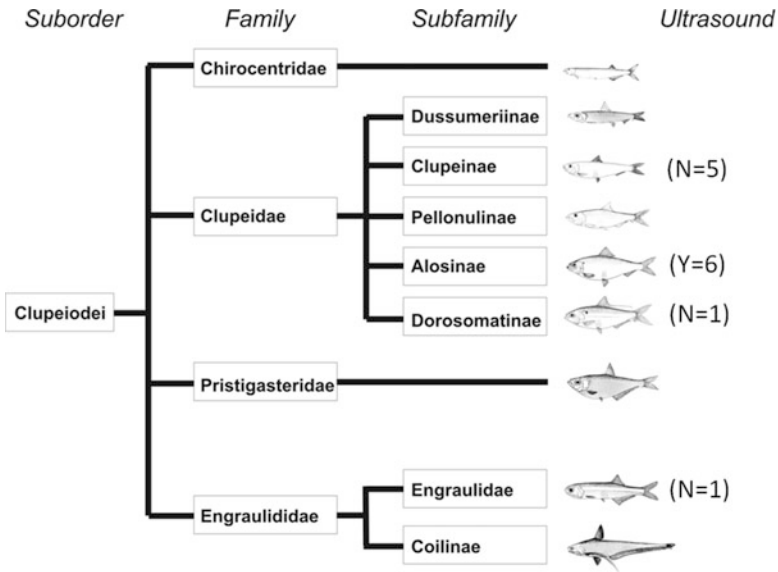 Suborder Family Subfamily Ultrasound
Chirocentridae
Dussumeriinae
Clupeinae (N=5)
Clupeidae Pellonulinae
Alosinae (Y=6)
Clupeiodei
Dorosomatinae (N=1)
Pristigasteridae
Engraulidae (N=1)
Engraulididae
Coilinae